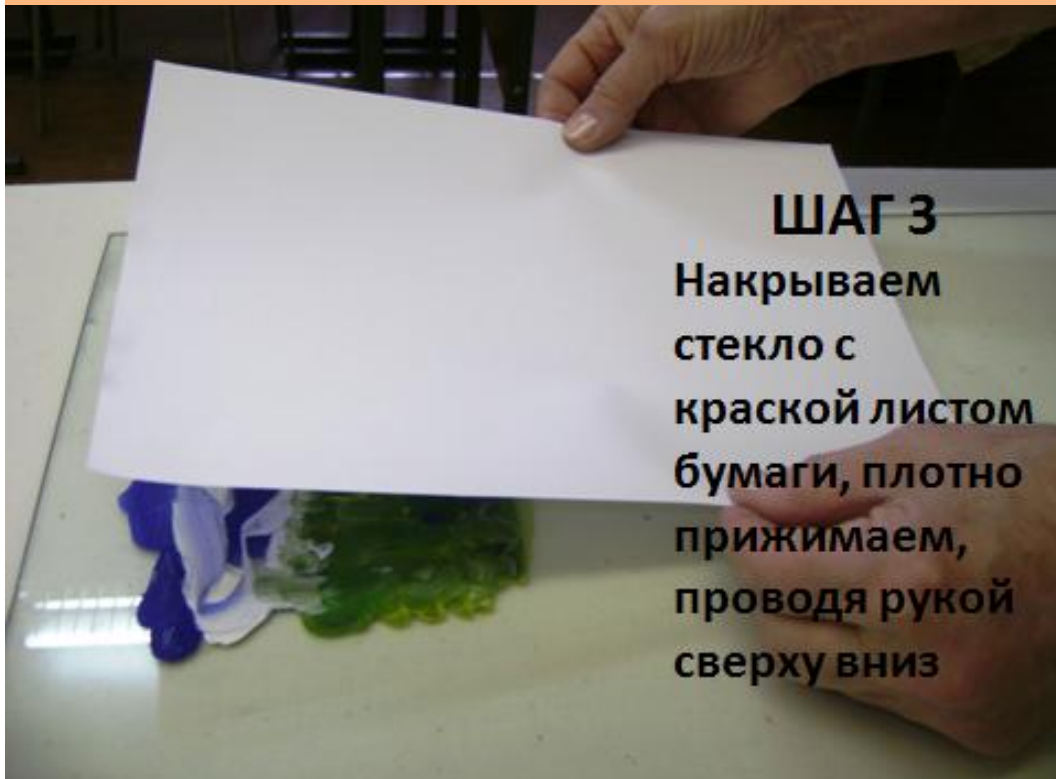 ШАГ 3
Накрываем
стекло с
краской листом
бумаги, плотно
прижимаем,
проводя рукой
сверху вниз